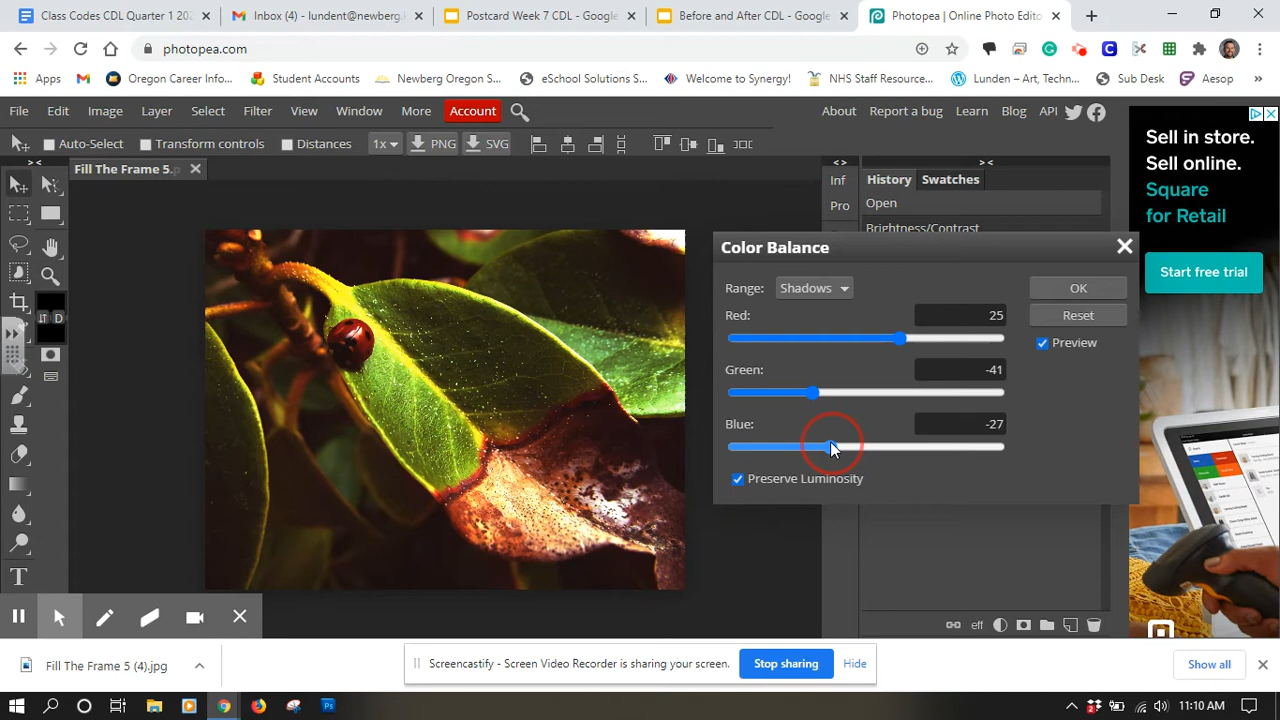 Class Codes CDL Quarter 1 202
Inbox (4) - lundent@newberg
Postcard Week 7 CDL - Google
Before and After CDL - Google
Photopea | Online Photo Edito
photopea.com
Apps
Oregon Career Info...
Student Accounts
Newberg Oregon S...
eSchool Solutions S...
Welcome to Synergy!
NHS Staff Resource...
Lunden – Art, Techn...
Sub Desk
Aesop
»
File
Edit
Image
Layer
Select
Filter
View
Window
More
Account
About
Report a bug
Learn
Blog
API
Auto-Select
Transform controls
Distances
1x
PNG
SVG
> <
Fill The Frame 5.p
< >
Inf
Pro
> <
History
Swatches
Open
Brightness/Contrast
Color Balance
Range:
Shadows
OK
Red:
25
Reset
Preview
Green:
-41
Blue:
-27
Preserve Luminosity
D
T
eff
Sell in store.
Sell online.
Square
for Retail
Start free trial
Fill The Frame 5 (4).jpg
Screencastify - Screen Video Recorder is sharing your screen.
Stop sharing
Hide
Show all
11:10 AM